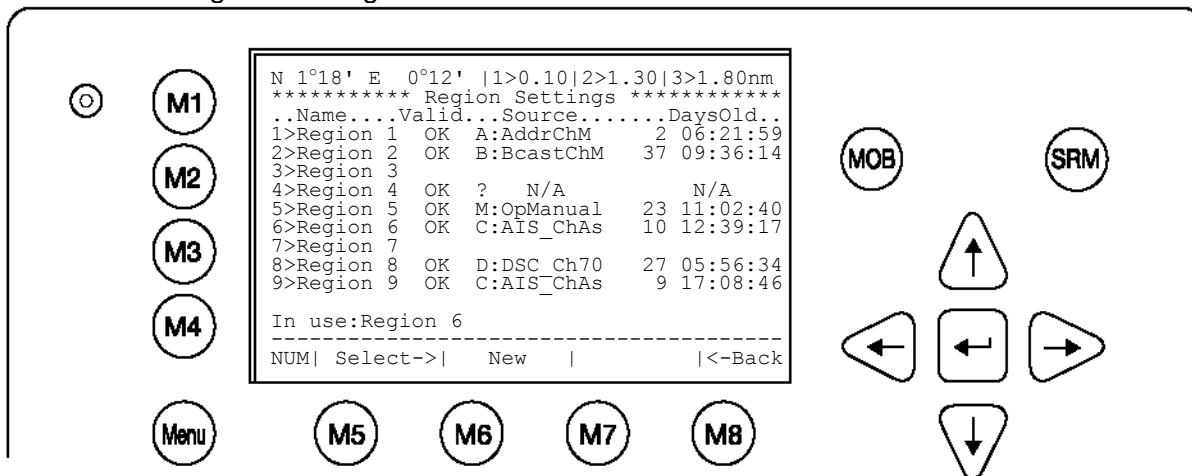 N 1°18' E 0°12' |1>0.10|2>1.30|3>1.80nm
*********** Region Settings ************
..Name....Valid...Source.......DaysOld..
1>Region 1 OK A:AddrChM 2 06:21:59
2>Region 2 OK B:BcastChM 37 09:36:14
3>Region 3
4>Region 4 OK ? N/A N/A
5>Region 5 OK M:OpManual 23 11:02:40
6>Region 6 OK C:AIS_ChAs 10 12:39:17
7>Region 7
8>Region 8 OK D:DSC_Ch70 27 05:56:34
9>Region 9 OK C:AIS_ChAs 9 17:08:46
In use:Region 6
----------------------------------------
NUM| Select->| New | |<-Back
M1
M2
M3
M4
Menu
M5
M6
M7
M8
MOB
SRM